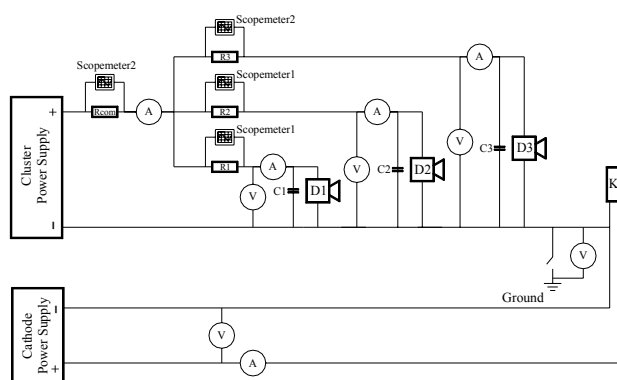 Scopemeter2
R3
A
Scopemeter2
Rcom
A
Scopemeter1
R2
A
Scopemeter1
R1
A
V
C1
D1
V
C2
D2
V
C3
D3
K
Cluster
Power Supply
+
−
V
Ground
Cathode
Power Supply
−
+
V
A